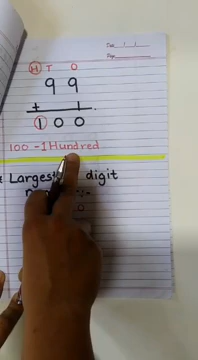 Date
Page
H T O
9 9
+ 1
1 0 0
100 - 1 Hundred
Largest digit